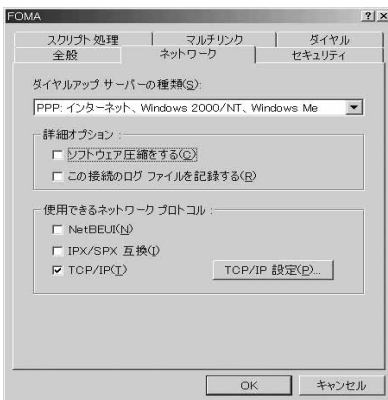 FOMA
スクリプト処理 マルチリンク ダイヤル
全般 ネットワーク セキュリティ
ダイヤルアップ サーバーの種類(S):
PPP: インターネット、Windows 2000/NT、Windows Me
詳細オプション :
ソフトウェア圧縮をする(C)
この接続のログ ファイルを記録する(R)
使用できるネットワーク プロトコル :
NetBEUI(N)
IPX/SPX 互換(I)
TCP/IP(T) TCP/IP 設定(P)...
OK キャンセル